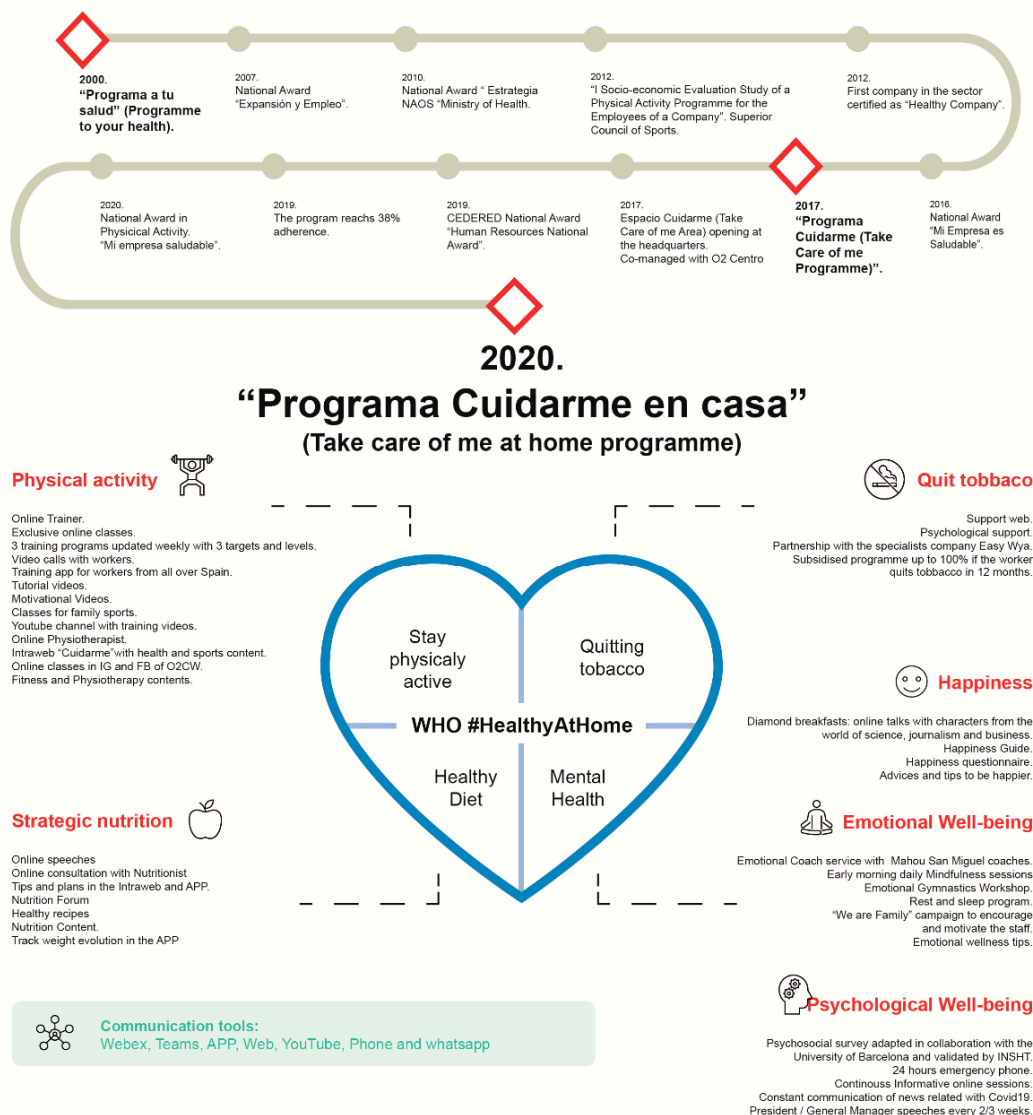 2000.
“Programa a tu
salud” (Programme
to your health).
2007.
National Award
“Expansión y Empleo”.
2010.
National Award “ Estrategia
NAOS “Ministry of Health.
2012.
“I Socio-economic Evaluation Study of a
Physical Activity Programme for the
Employees of a Company”. Superior
Council of Sports.
2012.
First company in the sector
certified as “Healthy Company”.
2020.
National Award in
Physicical Activity.
“Mi empresa saludable”.
2019.
The program reachs 38%
adherence.
2019.
CEDERED National Award
“Human Resources National
Award”.
2017.
Espacio Cuidarme (Take
Care of me Area) opening at
the headquarters.
Co-managed with O2 Centro
2017.
“Programa
Cuidarme (Take
Care of me
Programme)”.
2016.
National Award
“Mi Empresa es
Saludable”.
2020.
“Programa Cuidarme en casa”
(Take care of me at home programme)
Physical activity
Online Trainer.
Exclusive online classes.
3 training programs updated weekly with 3 targets and levels.
Video calls with workers.
Training app for workers from all over Spain.
Tutorial videos.
Motivational Videos.
Classes for family sports.
Youtube channel with training videos.
Online Physiotherapist.
Intraweb “Cuidarme”with health and sports content.
Online classes in IG and FB of O2CW.
Fitness and Physiotherapy contents.
Quit tobbaco
Support web.
Psychological support.
Partnership with the specialists company Easy Wya.
Subsidised programme up to 100% if the worker
quits tobbacco in 12 months.
Stay
physicaly
active
Quitting
tobacco
WHO #HealthyAtHome
Healthy
Diet
Mental
Health
Happiness
Diamond breakfasts: online talks with characters from the
world of science, journalism and business.
Happiness Guide.
Happiness questionnaire.
Advices and tips to be happier.
Strategic nutrition
Online speeches
Online consultation with Nutritionist
Tips and plans in the Intraweb and APP.
Nutrition Forum
Healthy recipes
Nutrition Content.
Track weight evolution in the APP
Emotional Well-being
Emotional Coach service with Mahou San Miguel coaches.
Early morning daily Mindfulness sessions
Emotional Gymnastics Workshop.
Rest and sleep program.
“We are Family” campaign to encourage
and motivate the staff.
Emotional wellness tips.
Communication tools:
Webex, Teams, APP, Web, YouTube, Phone and whatsapp
Psychological Well-being
Psychosocial survey adapted in collaboration with the
University of Barcelona and validated by INSHT.
24 hours emergency phone.
Continouss Informative online sessions.
Constant communication of news related with Covid19.
President / General Manager speeches every 2/3 weeks.